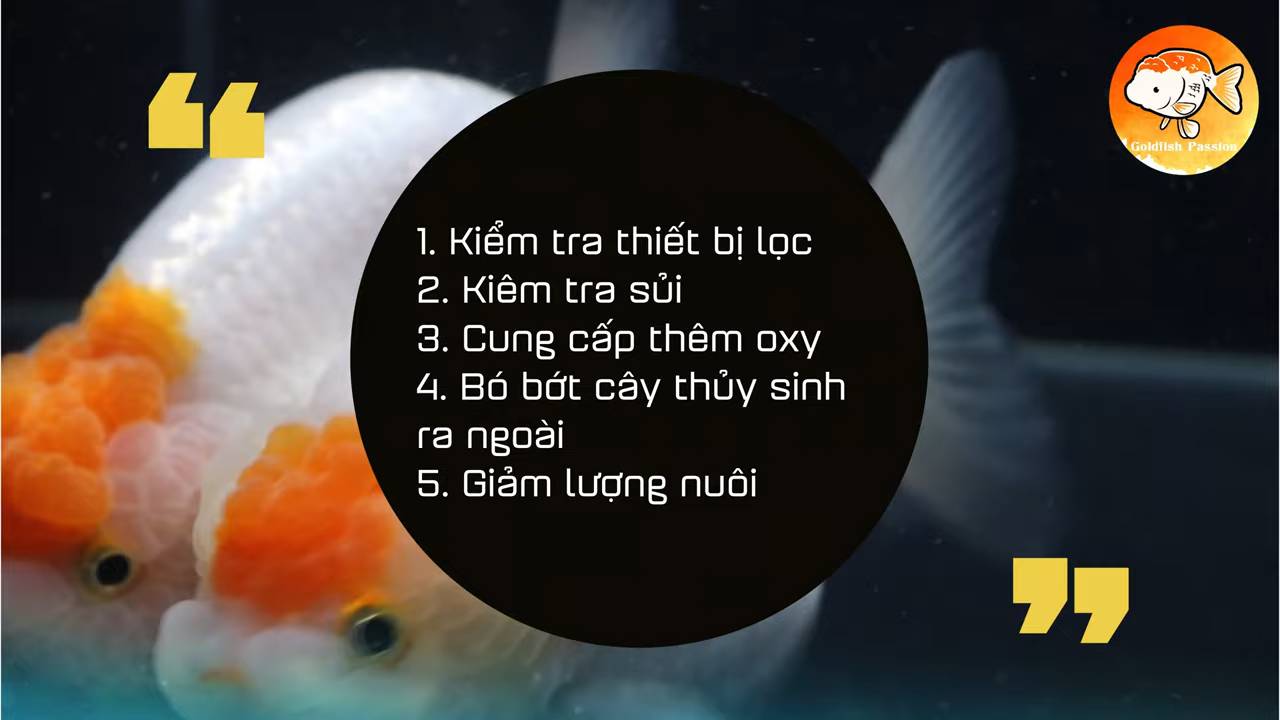 1. Kiểm tra thiết bị lọc
2. Kiêm tra sủi
3. Cung cấp thêm oxy
4. Bó bớt cây thủy sinh
ra ngoài
5. Giảm lượng nuôi
Goldfish Passion